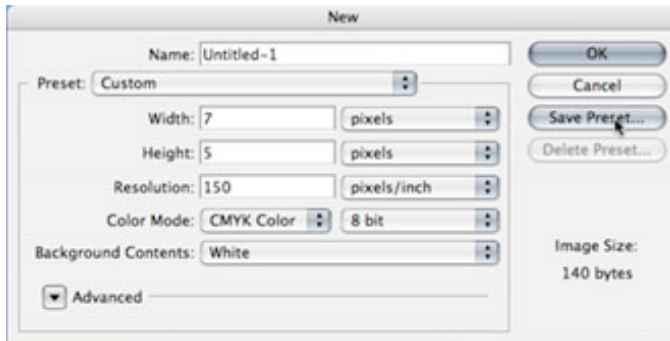 New
Name: Untitled-1
OK
Preset: Custom
Cancel
Width: 7 pixels
Save Preset...
Height: 5 pixels
Delete Preset...
Resolution: 150 pixels/inch
Color Mode: CMYK Color 8 bit
Background Contents: White
Image Size:
140 bytes
Advanced